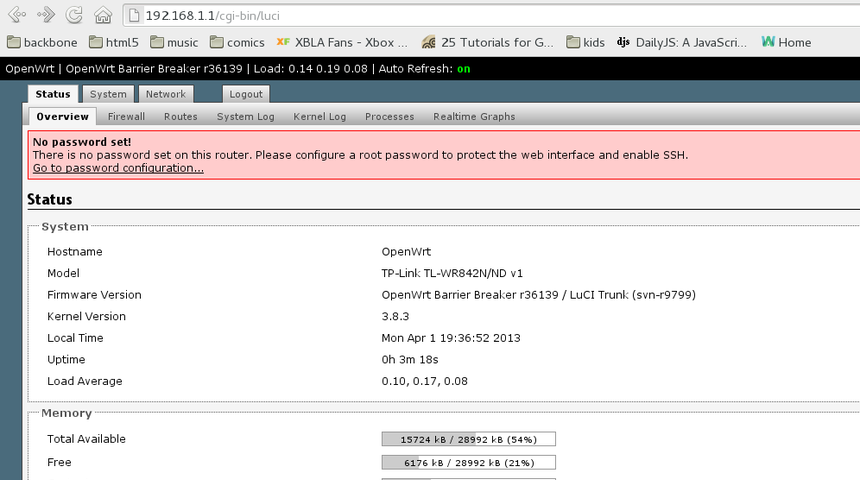 192.168.1.1/cgi-bin/luci
backbone html5 music comics XF XBLA Fans - Xbox ... 25 Tutorials for G... kids djs DailyJS: A JavaScri... W Home
OpenWrt | OpenWrt Barrier Breaker r36139 | Load: 0.14 0.19 0.08 | Auto Refresh: on
Status System Network Logout
Overview Firewall Routes System Log Kernel Log Processes Realtime Graphs
No password set!
There is no password set on this router. Please configure a root password to protect the web interface and enable SSH.
Go to password configuration...
Status
System
Hostname OpenWrt
Model TP-Link TL-WR842N/ND v1
Firmware Version OpenWrt Barrier Breaker r36139 / LuCI Trunk (svn-r9799)
Kernel Version 3.8.3
Local Time Mon Apr 1 19:36:52 2013
Uptime 0h 3m 18s
Load Average 0.10, 0.17, 0.08
Memory
Total Available 15724 kB / 28992 kB (54%)
Free 6176 kB / 28992 kB (21%)